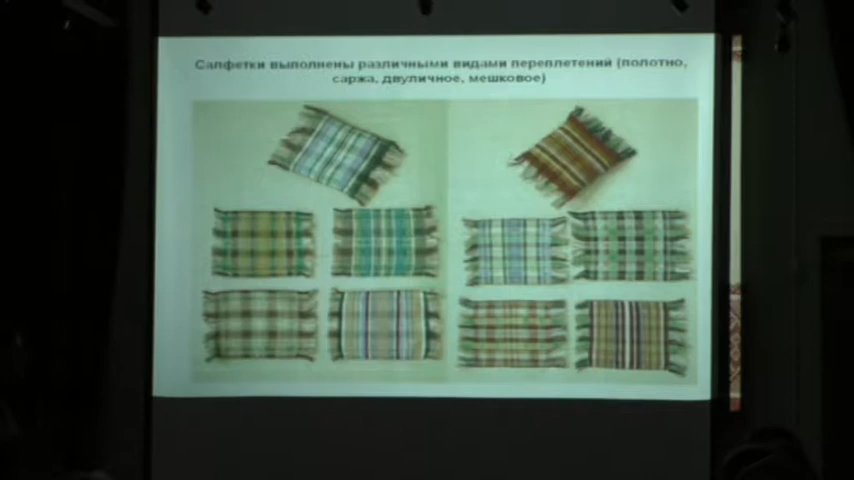 Салфетки выполнены различными видами переплетений (полотно,
саржа, двуличное, мешковое)